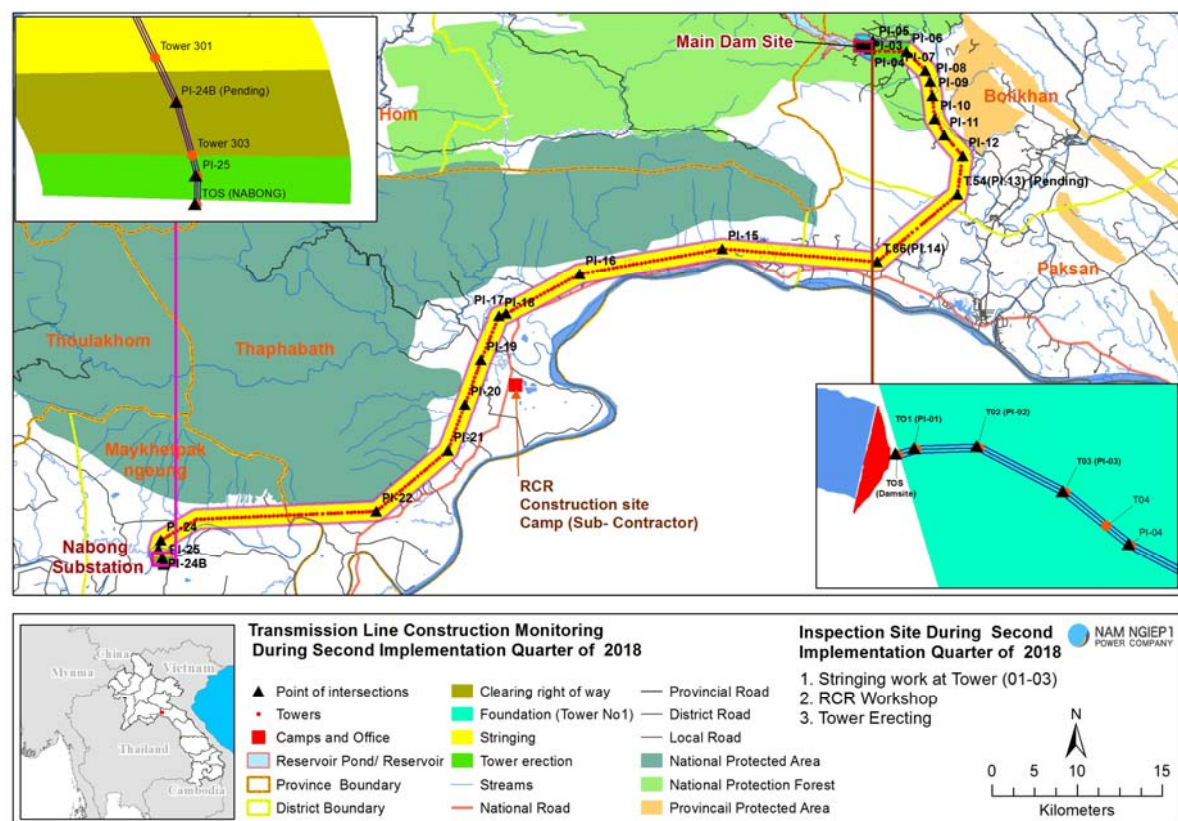 Tower 301
PI-24B (Pending)
Tower 303
PI-25
TOS (NABONG)
Main Dam Site
PI-05
PI-06
PI-03
PI-04
PI-07
PI-08
PI-09
PI-10
PI-11
PI-12
Bolikhan
Hom
T.54(PI.13) (Pending)
PI-15
T.86(PI.14)
PI-16
Paksan
PI-17
PI-18
Thoulakhom
Thaphabath
PI-19
PI-20
PI-21
Maykhetpak
ngeung
RCR
Construction site
Camp (Sub- Contractor)
PI-22
PI-24
PI-25
PI-24B
Nabong
Substation
TO1 (PI-01)
T02 (PI-02)
TOS
(Damsite)
T03 (PI-03)
T04
PI-04
China
Mynma
Vietnam
Thailand
Cambodia
Transmission Line Construction Monitoring
During Second Implementation Quarter of 2018
Point of intersections
Towers
Camps and Office
Reservoir Pond/ Reservoir
Province Boundary
District Boundary
Clearing right of way
Foundation (Tower No1)
Stringing
Tower erection
Streams
National Road
Provincial Road
District Road
Local Road
National Protected Area
National Protection Forest
Provincail Protected Area
Inspection Site During Second
Implementation Quarter of 2018
1. Stringing work at Tower (01-03)
2. RCR Workshop
3. Tower Erecting
NAM NGIEP1
POWER COMPANY
N
0 5 10 15
Kilometers